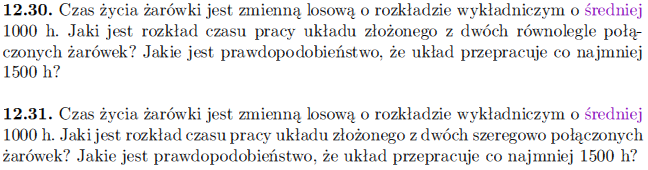 12.30. Czas życia żarówki jest zmienną losową o rozkładzie wykładniczym o średniej
1000 h. Jaki jest rozkład czasu pracy układu złożonego z dwóch równolegle połą-
czonych żarówek? Jakie jest prawdopodobieństwo, że układ przepracuje co najmniej
1500 h?
12.31. Czas życia żarówki jest zmienną losową o rozkładzie wykładniczym o średniej
1000 h. Jaki jest rozkład czasu pracy układu złożonego z dwóch szeregowo połączonych
żarówek? Jakie jest prawdopodobieństwo, że układ przepracuje co najmniej 1500 h?